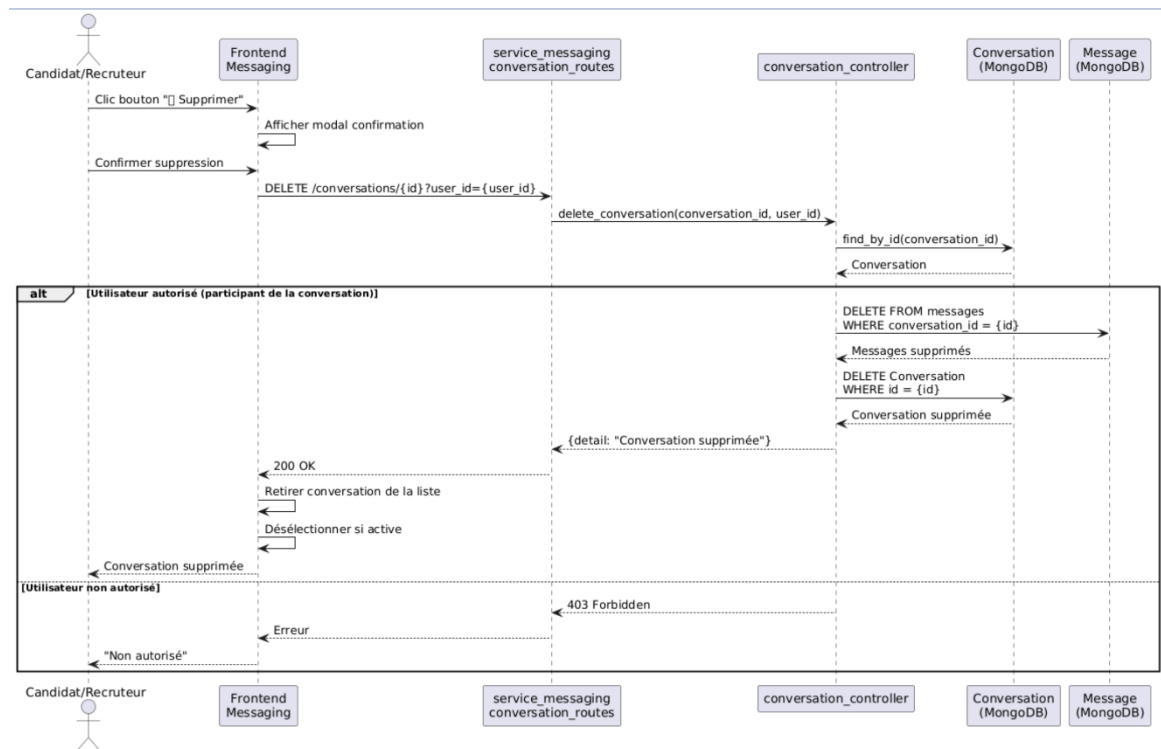 Candidat/Recruteur
Frontend
Messaging
service_messaging
conversation_routes
conversation_controller
Conversation
(MongoDB)
Message
(MongoDB)
Clic bouton "▯ Supprimer"
Afficher modal confirmation
Confirmer suppression
DELETE /conversations/{id}?user_id={user_id}
delete_conversation(conversation_id, user_id)
find_by_id(conversation_id)
Conversation
alt
[Utilisateur autorisé (participant de la conversation)]
DELETE FROM messages
WHERE conversation_id = {id}
Messages supprimés
DELETE Conversation
WHERE id = {id}
Conversation supprimée
{detail: "Conversation supprimée"}
200 OK
Retirer conversation de la liste
Désélectionner si active
Conversation supprimée
[Utilisateur non autorisé]
403 Forbidden
Erreur
"Non autorisé"
Candidat/Recruteur
Frontend
Messaging
service_messaging
conversation_routes
conversation_controller
Conversation
(MongoDB)
Message
(MongoDB)